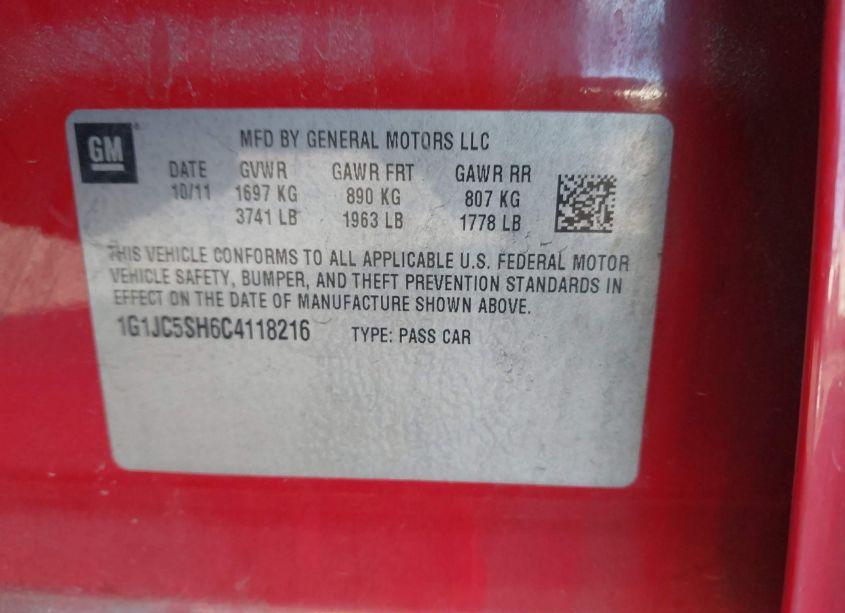 GM
MFD BY GENERAL MOTORS LLC
DATE GVWR GAWR FRT GAWR RR
10/11 1697 KG 890 KG 807 KG
3741 LB 1963 LB 1778 LB
THIS VEHICLE CONFORMS TO ALL APPLICABLE U.S. FEDERAL MOTOR
VEHICLE SAFETY, BUMPER, AND THEFT PREVENTION STANDARDS IN
EFFECT ON THE DATE OF MANUFACTURE SHOWN ABOVE.
1G1JC5SH6C4118216 TYPE: PASS CAR